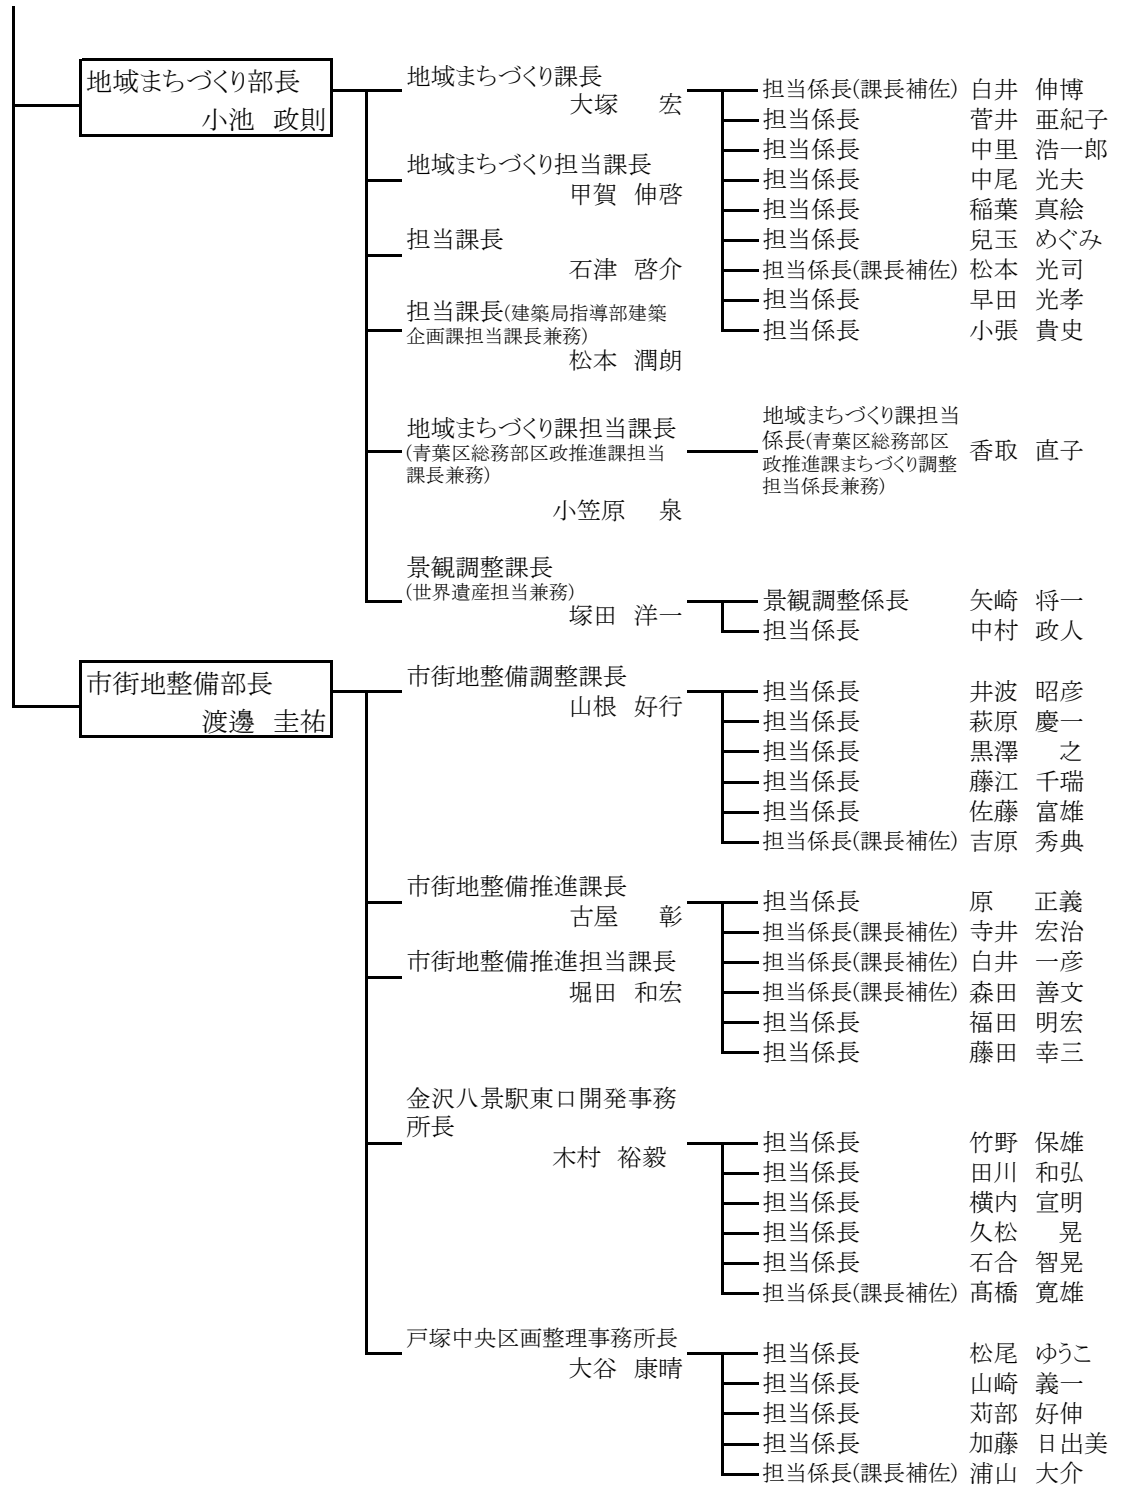 地域まちづくり部長
小池 政則
地域まちづくり課長
大塚 宏
担当係長(課長補佐) 白井 伸博
担当係長 菅井 亜紀子
担当係長 中里 浩一郎
担当係長 中尾 光夫
担当係長 稲葉 真絵
担当係長 兒玉 めぐみ
担当係長(課長補佐) 松本 光司
担当係長 早田 光孝
担当係長 小張 貴史
地域まちづくり担当課長
甲賀 伸啓
担当課長
石津 啓介
担当課長(建築局指導部建築
企画課担当課長兼務)
松本 潤朗
地域まちづくり課担当課長
(青葉区総務部区政推進課担当
課長兼務)
小笠原 泉
地域まちづくり課担当
係長(青葉区総務部区
政推進課まちづくり調整
担当係長兼務)
香取 直子
景観調整課長
(世界遺産担当兼務)
塚田 洋一
景観調整係長 矢崎 将一
担当係長 中村 政人
市街地整備部長
渡邊 圭祐
市街地整備調整課長
山根 好行
担当係長 井波 昭彦
担当係長 萩原 慶一
担当係長 黒澤 之
担当係長 藤江 千瑞
担当係長 佐藤 富雄
担当係長(課長補佐) 吉原 秀典
市街地整備推進課長
古屋 彰
担当係長 原 正義
担当係長(課長補佐) 寺井 宏治
担当係長(課長補佐) 白井 一彦
担当係長(課長補佐) 森田 善文
担当係長 福田 明宏
担当係長 藤田 幸三
市街地整備推進担当課長
堀田 和宏
金沢八景駅東口開発事務
所長
木村 裕毅
担当係長 竹野 保雄
担当係長 田川 和弘
担当係長 横内 宣明
担当係長 久松 晃
担当係長 石合 智晃
担当係長(課長補佐) 髙橋 寛雄
戸塚中央区画整理事務所長
大谷 康晴
担当係長 松尾 ゆうこ
担当係長 山崎 義一
担当係長 苅部 好伸
担当係長 加藤 日出美
担当係長(課長補佐) 浦山 大介